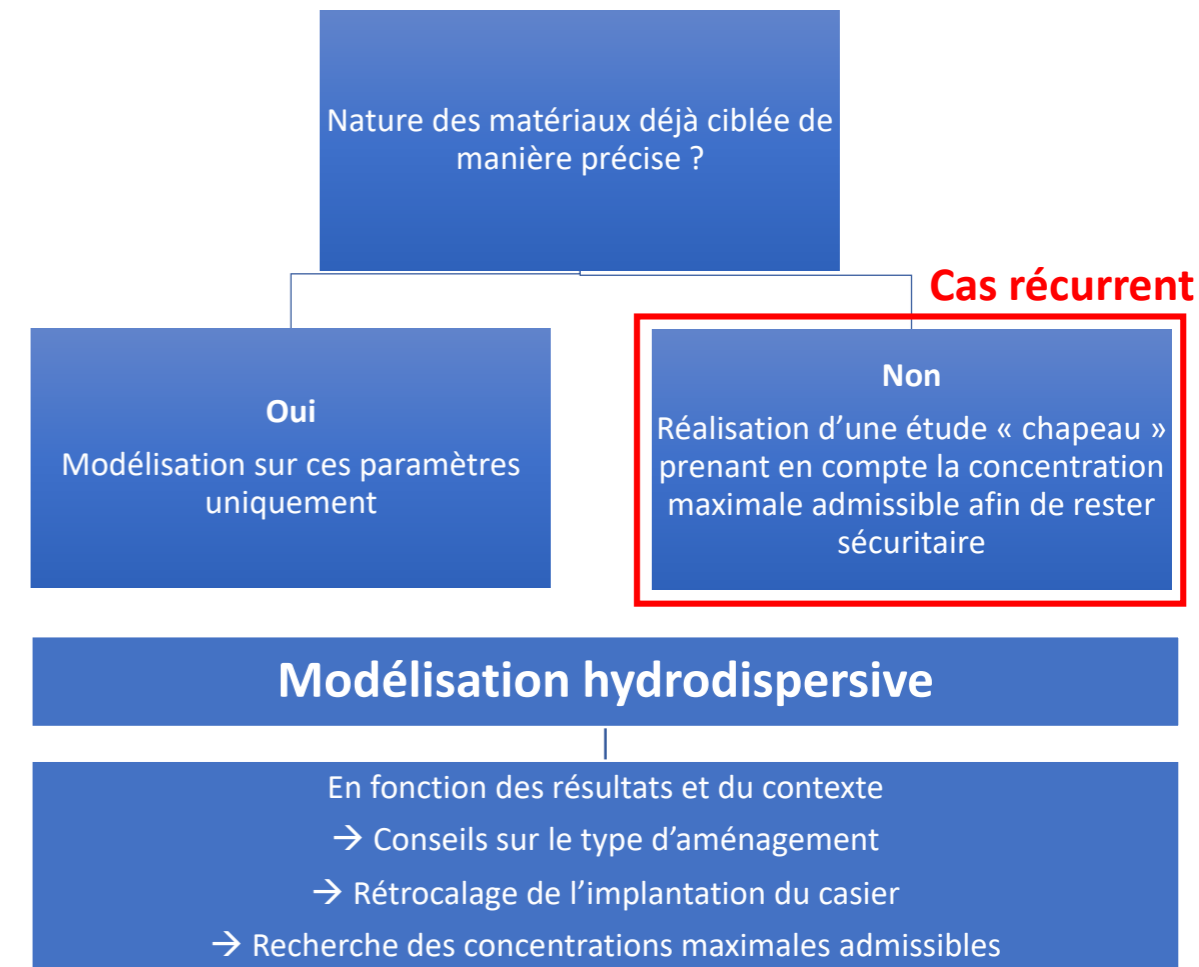 Nature des matériaux déjà ciblée de
manière précise ?
Cas récurrent
Oui
Modélisation sur ces paramètres
uniquement
Non
Réalisation d’une étude « chapeau »
prenant en compte la concentration
maximale admissible afin de rester
sécuritaire
Modélisation hydrodispersive
En fonction des résultats et du contexte
→ Conseils sur le type d’aménagement
→ Rétrocalage de l’implantation du casier
→ Recherche des concentrations maximales admissibles